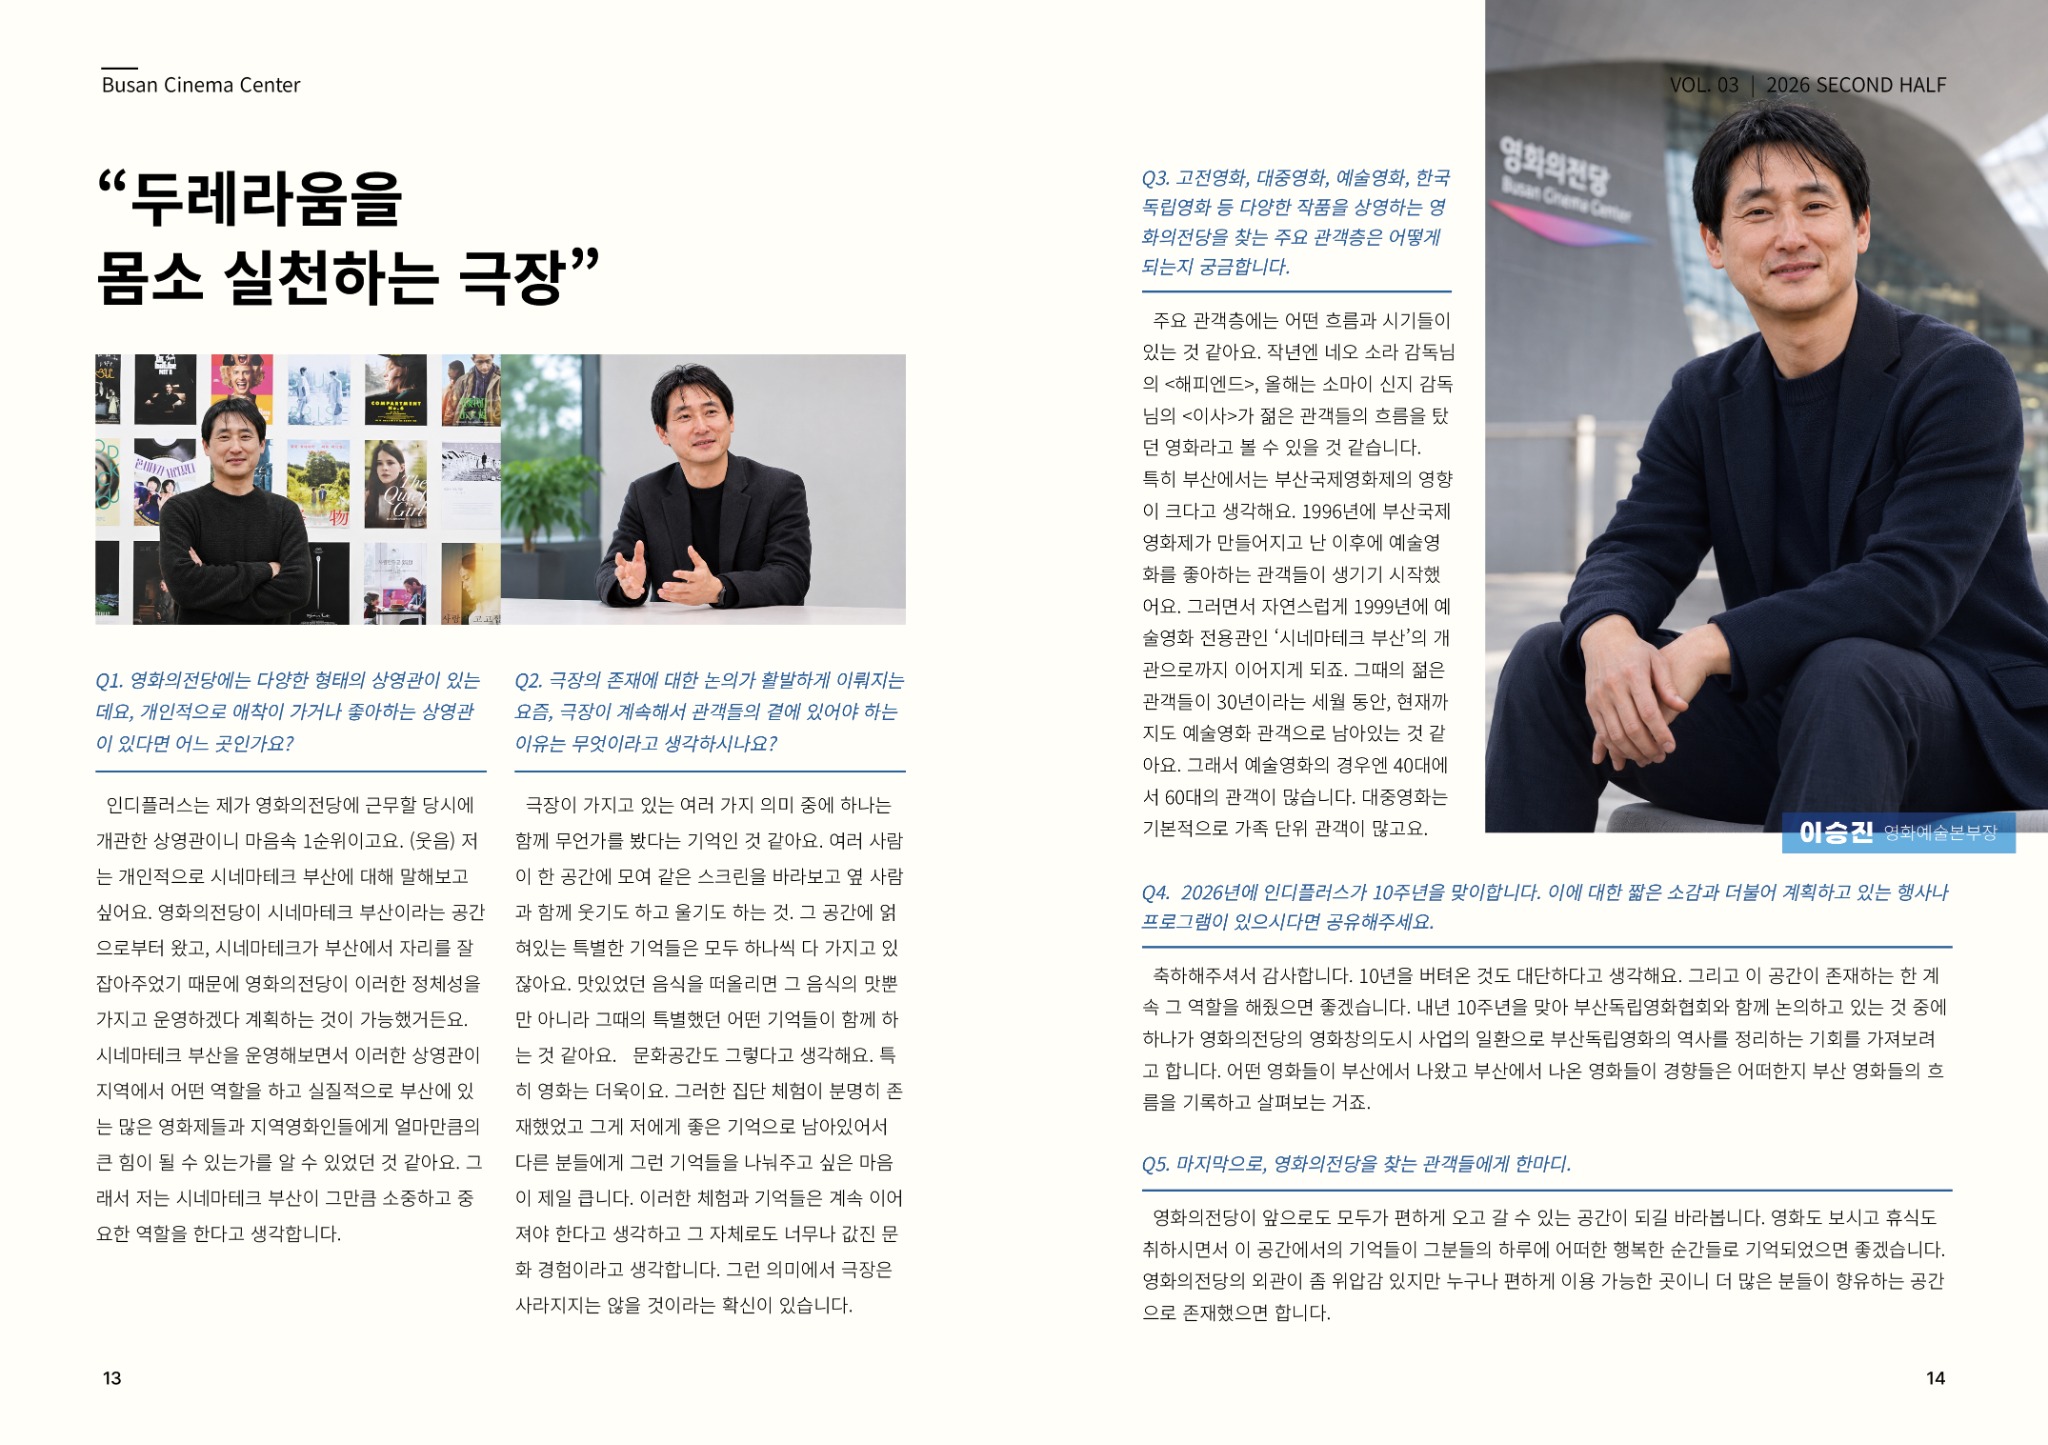 Busan Cinema Center
“두레라움을
몸소 실천하는 극장”
COMPARTMENT
No.6
The
Quiet
Girl
物
Q1. 영화의전당에는 다양한 형태의 상영관이 있는
데요, 개인적으로 애착이 가거나 좋아하는 상영관
이 있다면 어느 곳인가요?
인디플러스는 제가 영화의전당에 근무할 당시에
개관한 상영관이니 마음속 1순위이고요. (웃음) 저
는 개인적으로 시네마테크 부산에 대해 말해보고
싶어요. 영화의전당이 시네마테크 부산이라는 공간
으로부터 왔고, 시네마테크가 부산에서 자리를 잘
잡아주었기 때문에 영화의전당이 이러한 정체성을
가지고 운영하겠다 계획하는 것이 가능했거든요.
시네마테크 부산을 운영해보면서 이러한 상영관이
지역에서 어떤 역할을 하고 실질적으로 부산에 있
는 많은 영화제들과 지역영화인들에게 얼마만큼의
큰 힘이 될 수 있는가를 알 수 있었던 것 같아요. 그
래서 저는 시네마테크 부산이 그만큼 소중하고 중
요한 역할을 한다고 생각합니다.
Q2. 극장의 존재에 대한 논의가 활발하게 이뤄지는
요즘, 극장이 계속해서 관객들의 곁에 있어야 하는
이유는 무엇이라고 생각하시나요?
극장이 가지고 있는 여러 가지 의미 중에 하나는
함께 무언가를 봤다는 기억인 것 같아요. 여러 사람
이 한 공간에 모여 같은 스크린을 바라보고 옆 사람
과 함께 웃기도 하고 울기도 하는 것. 그 공간에 얽
혀있는 특별한 기억들은 모두 하나씩 다 가지고 있
잖아요. 맛있었던 음식을 떠올리면 그 음식의 맛뿐
만 아니라 그때의 특별했던 어떤 기억들이 함께 하
는 것 같아요. 문화공간도 그렇다고 생각해요. 특
히 영화는 더욱이요. 그러한 집단 체험이 분명히 존
재했었고 그게 저에게 좋은 기억으로 남아있어서
다른 분들에게 그런 기억들을 나눠주고 싶은 마음
이 제일 큽니다. 이러한 체험과 기억들은 계속 이어
져야 한다고 생각하고 그 자체로도 너무나 값진 문
화 경험이라고 생각합니다. 그런 의미에서 극장은
사라지지는 않을 것이라는 확신이 있습니다.
13
VOL. 03 | 2026 SECOND HALF
영화의전당
Busan Cinema Center
Q3. 고전영화, 대중영화, 예술영화, 한국
독립영화 등 다양한 작품을 상영하는 영
화의전당을 찾는 주요 관객층은 어떻게
되는지 궁금합니다.
주요 관객층에는 어떤 흐름과 시기들이
있는 것 같아요. 작년엔 네오 소라 감독님
의 <해피엔드>, 올해는 소마이 신지 감독
님의 <이사>가 젊은 관객들의 흐름을 탔
던 영화라고 볼 수 있을 것 같습니다.
특히 부산에서는 부산국제영화제의 영향
이 크다고 생각해요. 1996년에 부산국제
영화제가 만들어지고 난 이후에 예술영
화를 좋아하는 관객들이 생기기 시작했
어요. 그러면서 자연스럽게 1999년에 예
술영화 전용관인 ‘시네마테크 부산’의 개
관으로까지 이어지게 되죠. 그때의 젊은
관객들이 30년이라는 세월 동안, 현재까
지도 예술영화 관객으로 남아있는 것 같
아요. 그래서 예술영화의 경우엔 40대에
서 60대의 관객이 많습니다. 대중영화는
기본적으로 가족 단위 관객이 많고요.
이승진 영화예술본부장
Q4. 2026년에 인디플러스가 10주년을 맞이합니다. 이에 대한 짧은 소감과 더불어 계획하고 있는 행사나
프로그램이 있으시다면 공유해주세요.
축하해주셔서 감사합니다. 10년을 버텨온 것도 대단하다고 생각해요. 그리고 이 공간이 존재하는 한 계
속 그 역할을 해줬으면 좋겠습니다. 내년 10주년을 맞아 부산독립영화협회와 함께 논의하고 있는 것 중에
하나가 영화의전당의 영화창의도시 사업의 일환으로 부산독립영화의 역사를 정리하는 기회를 가져보려
고 합니다. 어떤 영화들이 부산에서 나왔고 부산에서 나온 영화들이 경향들은 어떠한지 부산 영화들의 흐
름을 기록하고 살펴보는 거죠.
Q5. 마지막으로, 영화의전당을 찾는 관객들에게 한마디.
영화의전당이 앞으로도 모두가 편하게 오고 갈 수 있는 공간이 되길 바라봅니다. 영화도 보시고 휴식도
취하시면서 이 공간에서의 기억들이 그분들의 하루에 어떠한 행복한 순간들로 기억되었으면 좋겠습니다.
영화의전당의 외관이 좀 위압감 있지만 누구나 편하게 이용 가능한 곳이니 더 많은 분들이 향유하는 공간
으로 존재했으면 합니다.
14